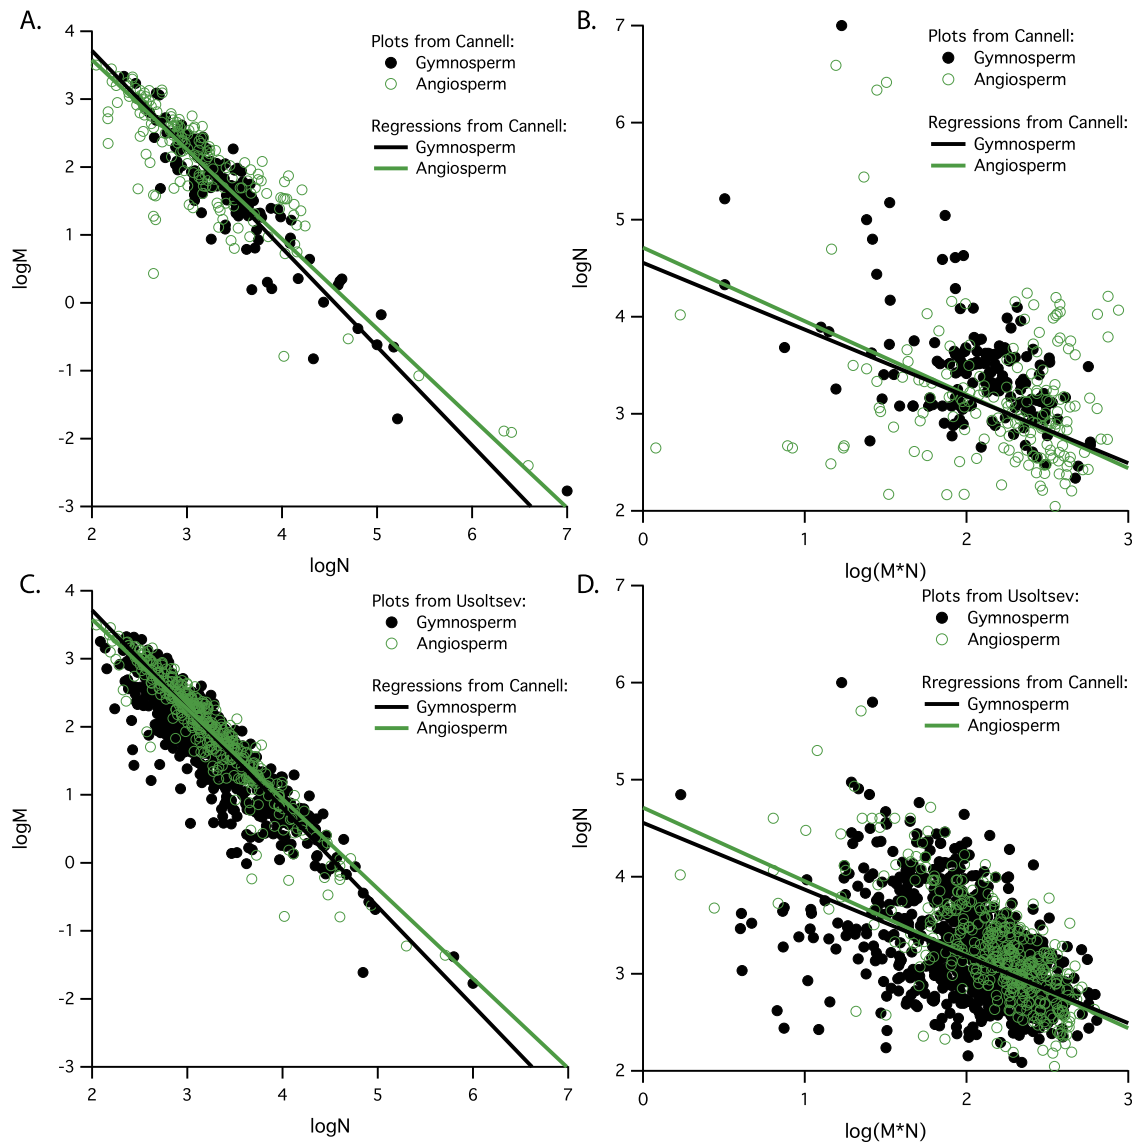 A.
4
3
2
1
0
-1
-2
-3
logM
2
3
4
5
6
7
logN
Plots from Cannell:
Gymnosperm
Angiosperm
Regressions from Cannell:
Gymnosperm
Angiosperm
B.
7
6
5
4
3
2
logN
0
1
2
3
log(M*N)
Plots from Cannell:
Gymnosperm
Angiosperm
Regressions from Cannell:
Gymnosperm
Angiosperm
C.
4
3
2
1
0
-1
-2
-3
logM
2
3
4
5
6
7
logN
Plots from Usoltsev:
Gymnosperm
Angiosperm
Regressions from Cannell:
Gymnosperm
Angiosperm
D.
7
6
5
4
3
2
logN
0
1
2
3
log(M*N)
Plots from Usoltsev:
Gymnosperm
Angiosperm
Rregressions from Cannell:
Gymnosperm
Angiosperm